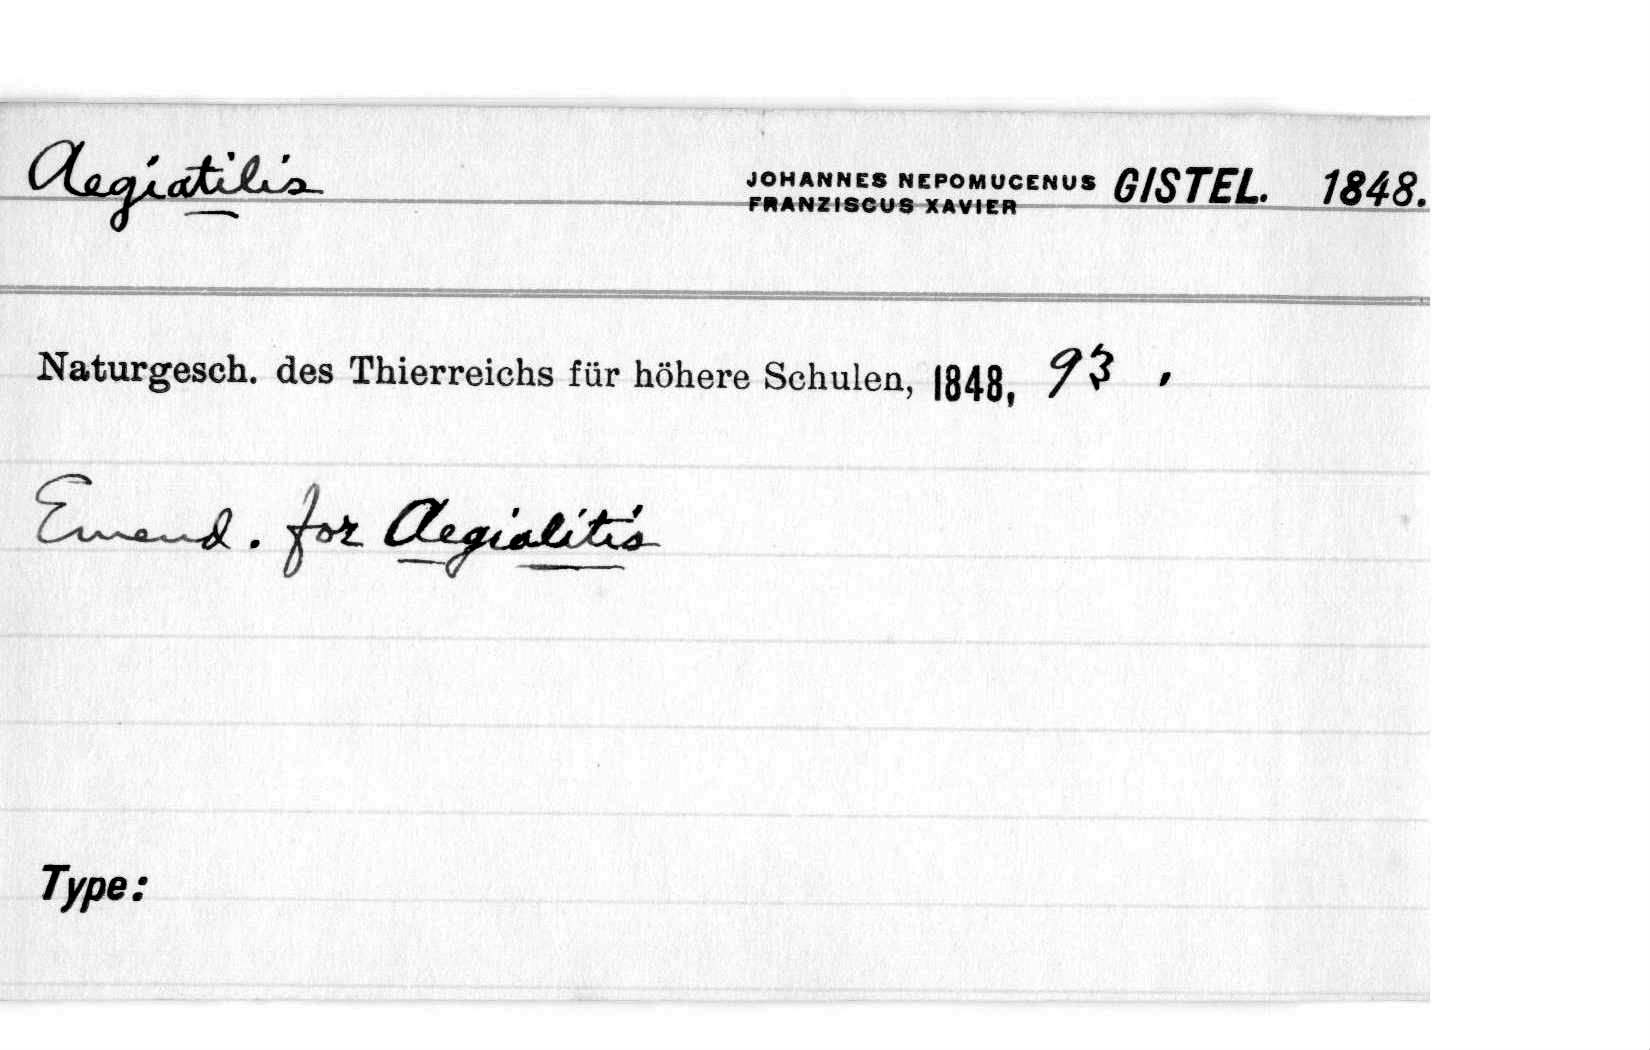 Aegiatilis JOHANNES NEPOMUCENUS GISTEL. 1848.
FRANZISCUS XAVIER
Naturgesch. des Thierreichs für höhere Schulen, 1848, 93 ,
Emend. for Aegialitis
Type: